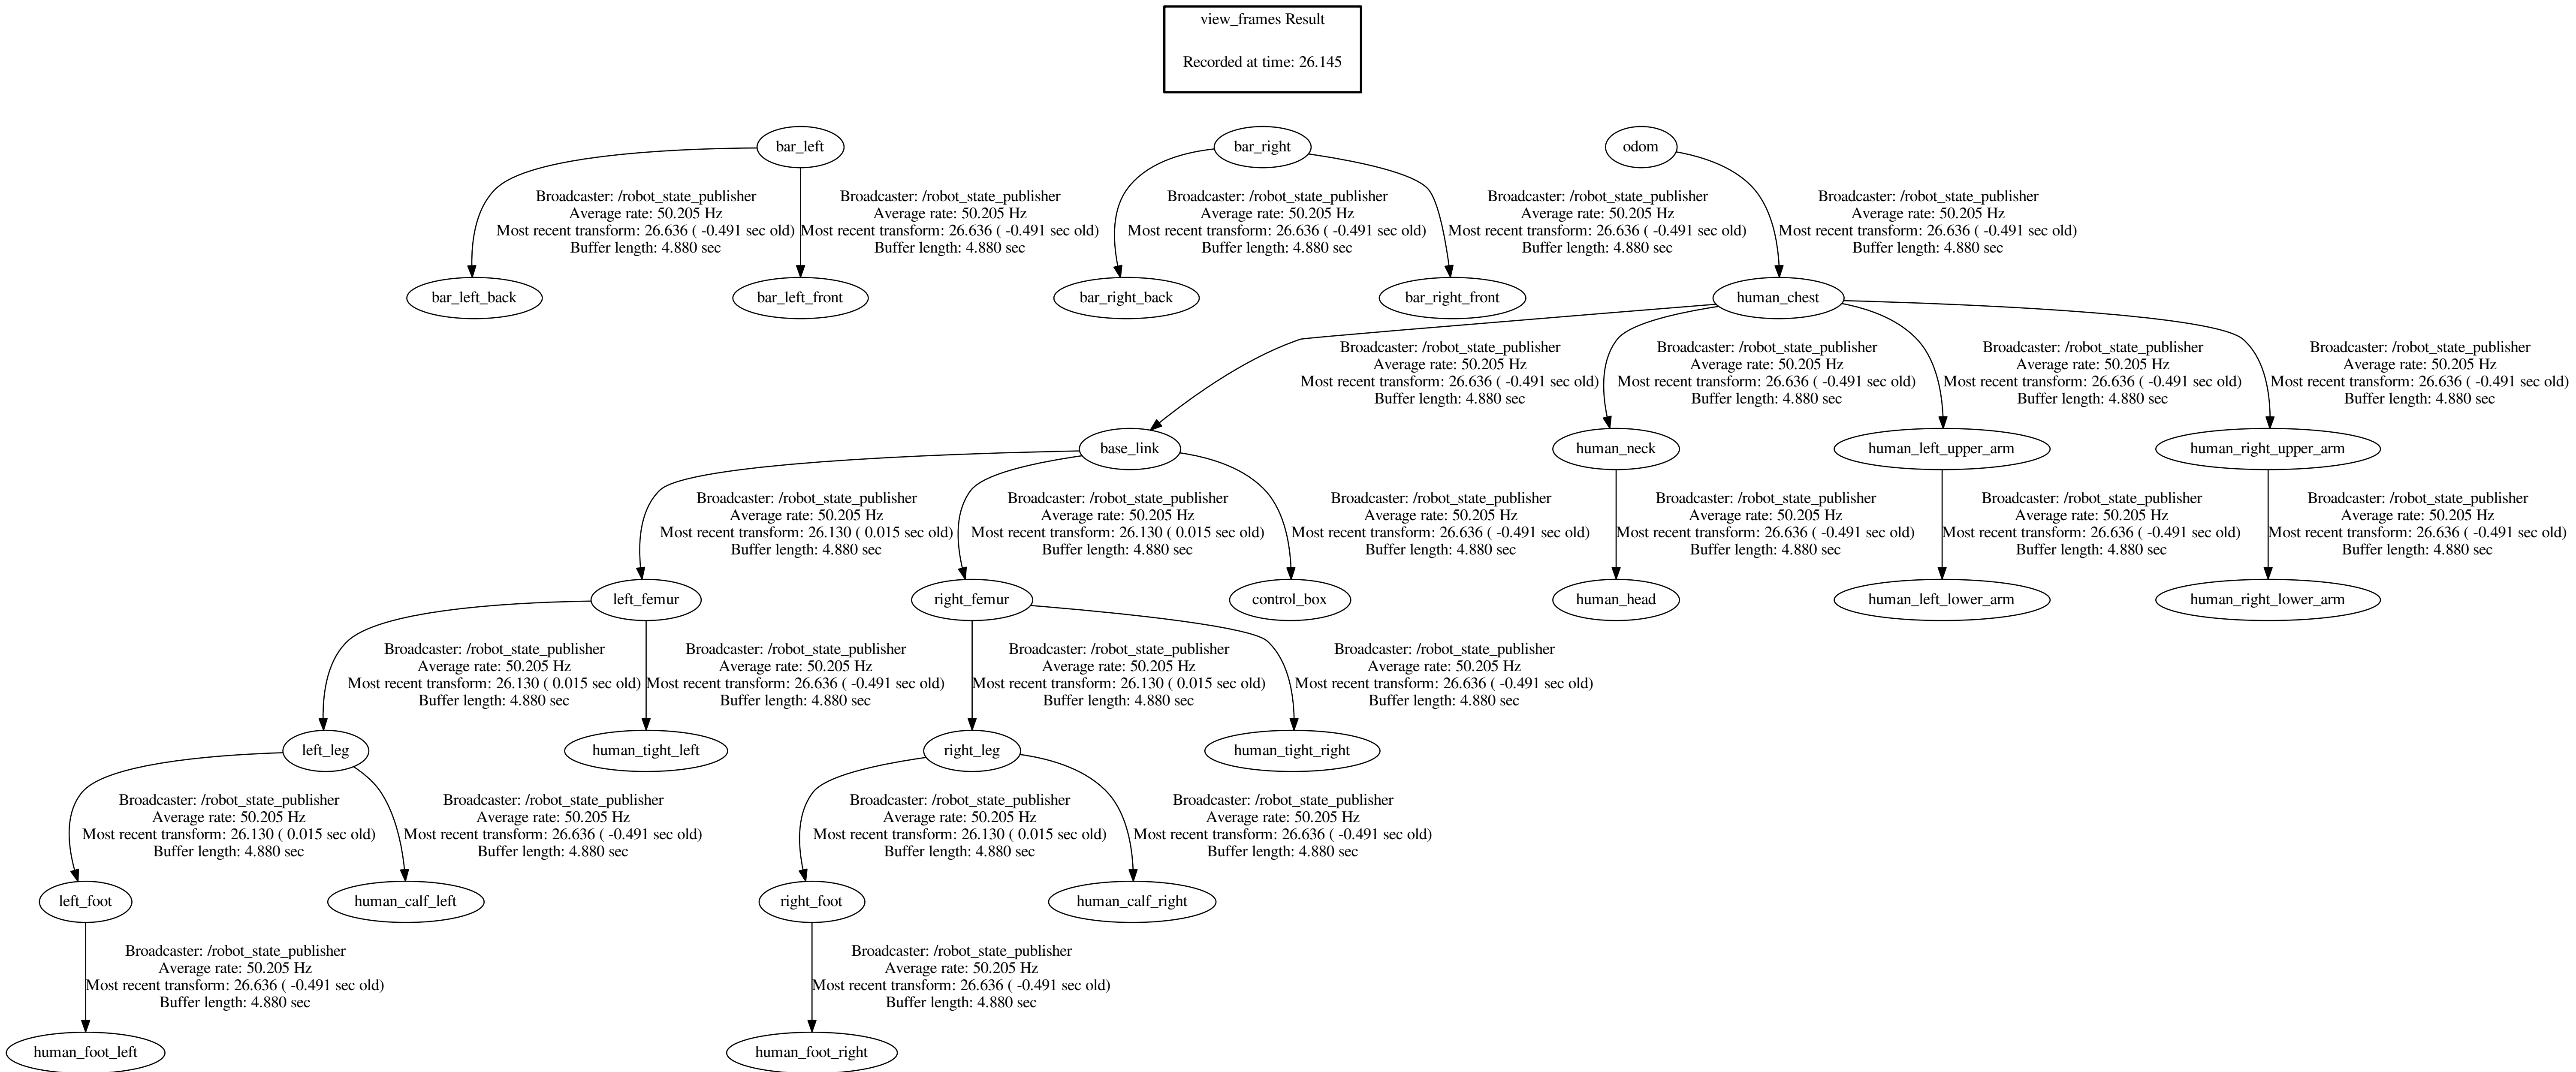 view_frames Result
Recorded at time: 26.145
bar_left
bar_right
odom
Broadcaster: /robot_state_publisher
Average rate: 50.205 Hz
Most recent transform: 26.636 ( -0.491 sec old)
Buffer length: 4.880 sec
Broadcaster: /robot_state_publisher
Average rate: 50.205 Hz
Most recent transform: 26.636 ( -0.491 sec old)
Buffer length: 4.880 sec
Broadcaster: /robot_state_publisher
Average rate: 50.205 Hz
Most recent transform: 26.636 ( -0.491 sec old)
Buffer length: 4.880 sec
Broadcaster: /robot_state_publisher
Average rate: 50.205 Hz
Most recent transform: 26.636 ( -0.491 sec old)
Buffer length: 4.880 sec
Broadcaster: /robot_state_publisher
Average rate: 50.205 Hz
Most recent transform: 26.636 ( -0.491 sec old)
Buffer length: 4.880 sec
bar_left_back
bar_left_front
bar_right_back
bar_right_front
human_chest
Broadcaster: /robot_state_publisher
Average rate: 50.205 Hz
Most recent transform: 26.636 ( -0.491 sec old)
Buffer length: 4.880 sec
Broadcaster: /robot_state_publisher
Average rate: 50.205 Hz
Most recent transform: 26.636 ( -0.491 sec old)
Buffer length: 4.880 sec
Broadcaster: /robot_state_publisher
Average rate: 50.205 Hz
Most recent transform: 26.636 ( -0.491 sec old)
Buffer length: 4.880 sec
Broadcaster: /robot_state_publisher
Average rate: 50.205 Hz
Most recent transform: 26.636 ( -0.491 sec old)
Buffer length: 4.880 sec
base_link
human_neck
human_left_upper_arm
human_right_upper_arm
Broadcaster: /robot_state_publisher
Average rate: 50.205 Hz
Most recent transform: 26.130 ( 0.015 sec old)
Buffer length: 4.880 sec
Broadcaster: /robot_state_publisher
Average rate: 50.205 Hz
Most recent transform: 26.130 ( 0.015 sec old)
Buffer length: 4.880 sec
Broadcaster: /robot_state_publisher
Average rate: 50.205 Hz
Most recent transform: 26.636 ( -0.491 sec old)
Buffer length: 4.880 sec
Broadcaster: /robot_state_publisher
Average rate: 50.205 Hz
Most recent transform: 26.636 ( -0.491 sec old)
Buffer length: 4.880 sec
Broadcaster: /robot_state_publisher
Average rate: 50.205 Hz
Most recent transform: 26.636 ( -0.491 sec old)
Buffer length: 4.880 sec
Broadcaster: /robot_state_publisher
Average rate: 50.205 Hz
Most recent transform: 26.636 ( -0.491 sec old)
Buffer length: 4.880 sec
left_femur
right_femur
control_box
human_head
human_left_lower_arm
human_right_lower_arm
Broadcaster: /robot_state_publisher
Average rate: 50.205 Hz
Most recent transform: 26.130 ( 0.015 sec old)
Buffer length: 4.880 sec
Broadcaster: /robot_state_publisher
Average rate: 50.205 Hz
Most recent transform: 26.636 ( -0.491 sec old)
Buffer length: 4.880 sec
Broadcaster: /robot_state_publisher
Average rate: 50.205 Hz
Most recent transform: 26.130 ( 0.015 sec old)
Buffer length: 4.880 sec
Broadcaster: /robot_state_publisher
Average rate: 50.205 Hz
Most recent transform: 26.636 ( -0.491 sec old)
Buffer length: 4.880 sec
left_leg
human_tight_left
right_leg
human_tight_right
Broadcaster: /robot_state_publisher
Average rate: 50.205 Hz
Most recent transform: 26.130 ( 0.015 sec old)
Buffer length: 4.880 sec
Broadcaster: /robot_state_publisher
Average rate: 50.205 Hz
Most recent transform: 26.636 ( -0.491 sec old)
Buffer length: 4.880 sec
Broadcaster: /robot_state_publisher
Average rate: 50.205 Hz
Most recent transform: 26.130 ( 0.015 sec old)
Buffer length: 4.880 sec
Broadcaster: /robot_state_publisher
Average rate: 50.205 Hz
Most recent transform: 26.636 ( -0.491 sec old)
Buffer length: 4.880 sec
left_foot
human_calf_left
right_foot
human_calf_right
Broadcaster: /robot_state_publisher
Average rate: 50.205 Hz
Most recent transform: 26.636 ( -0.491 sec old)
Buffer length: 4.880 sec
Broadcaster: /robot_state_publisher
Average rate: 50.205 Hz
Most recent transform: 26.636 ( -0.491 sec old)
Buffer length: 4.880 sec
human_foot_left
human_foot_right